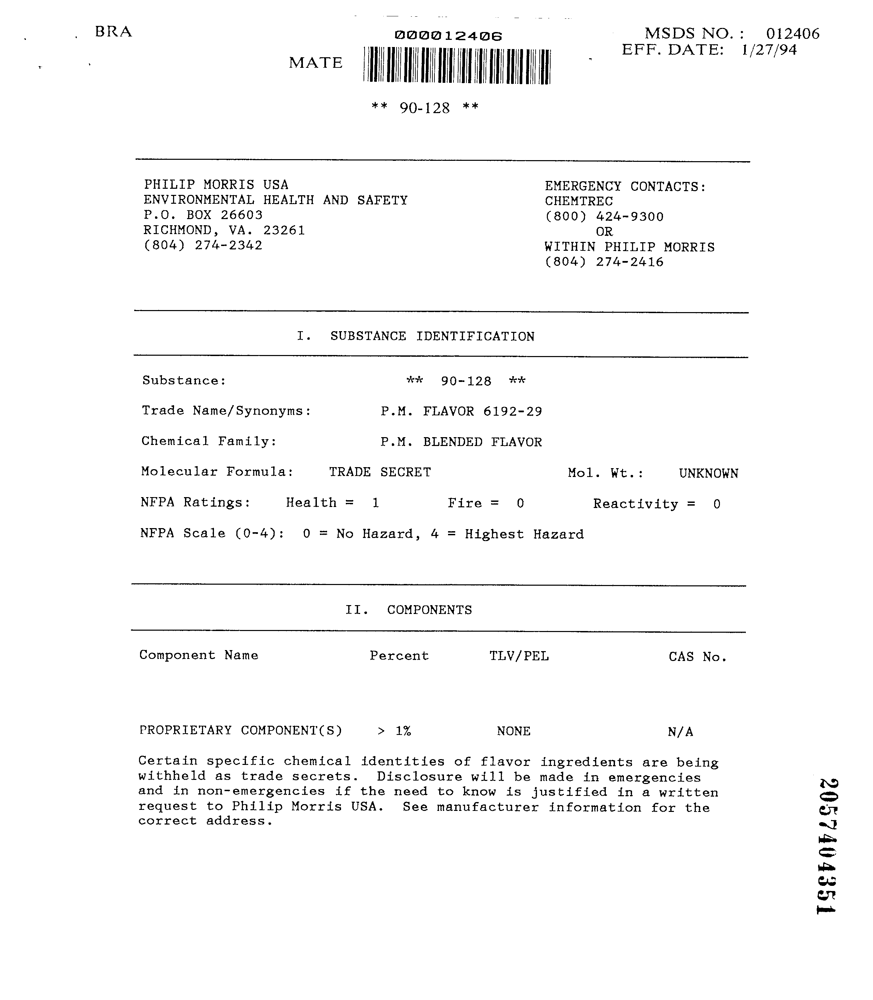 BRA
000012406
MSDS NO. : 012406
EFF. DATE: 1/27/94
MATE
** 90-128 **
PHILIP MORRIS USA
ENVIRONMENTAL HEALTH AND SAFETY
P.O. BOX 26603
RICHMOND, VA. 23261
(804) 274-2342
EMERGENCY CONTACTS:
CHEMTREC
(800) 424-9300
OR
WITHIN PHILIP MORRIS
(804) 274-2416
I. SUBSTANCE IDENTIFICATION
Substance: ** 90-128 **
Trade Name/Synonyms: P.M. FLAVOR 6192-29
Chemical Family: P.M. BLENDED FLAVOR
Molecular Formula: TRADE SECRET Mol. Wt.: UNKNOWN
NFPA Ratings: Health = 1 Fire = 0 Reactivity = 0
NFPA Scale (0-4): 0 = No Hazard, 4 = Highest Hazard
II. COMPONENTS
Component Name Percent TLV/PEL CAS No.
PROPRIETARY COMPONENT(S) > 1% NONE N/A
Certain specific chemical identities of flavor ingredients are being
withheld as trade secrets. Disclosure will be made in emergencies
and in non-emergencies if the need to know is justified in a written
request to Philip Morris USA. See manufacturer information for the
correct address.
2057404351